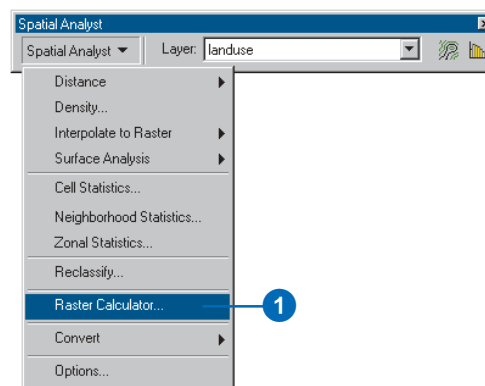 Spatial Analyst
Spatial Analyst Layer: landuse
Distance
Density...
Interpolate to Raster
Surface Analysis
Cell Statistics...
Neighborhood Statistics...
Zonal Statistics...
Reclassify...
Raster Calculator... 1
Convert
Options...